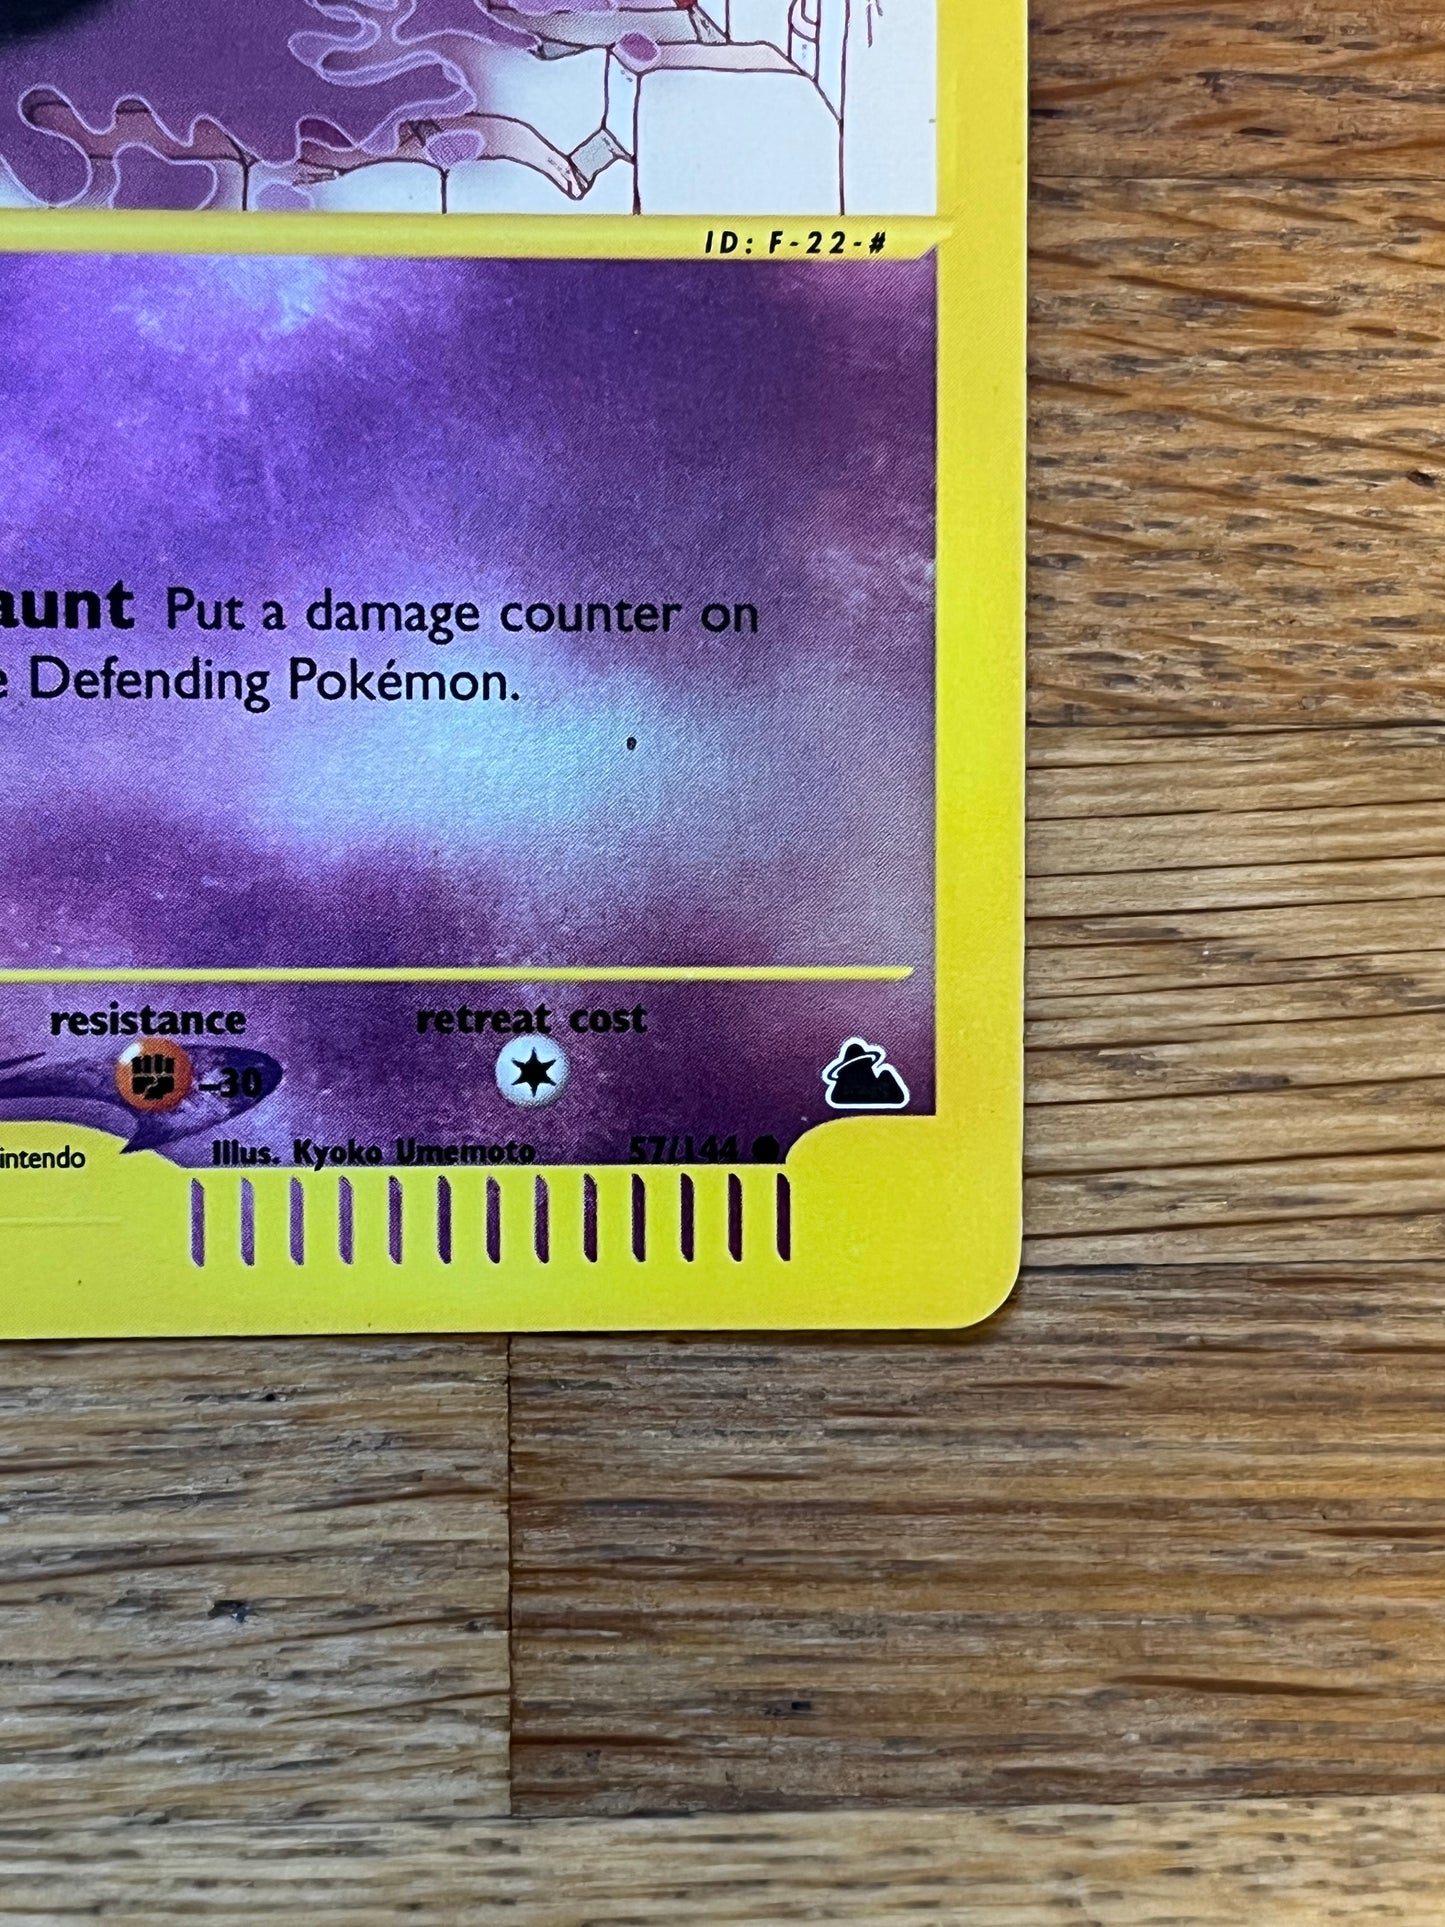 ID: F-22-#
aunt Put a damage counter on
e Defending Pokémon.
resistance retreat cost
-30
intendo Illus. Kyoko Umemoto 57/144